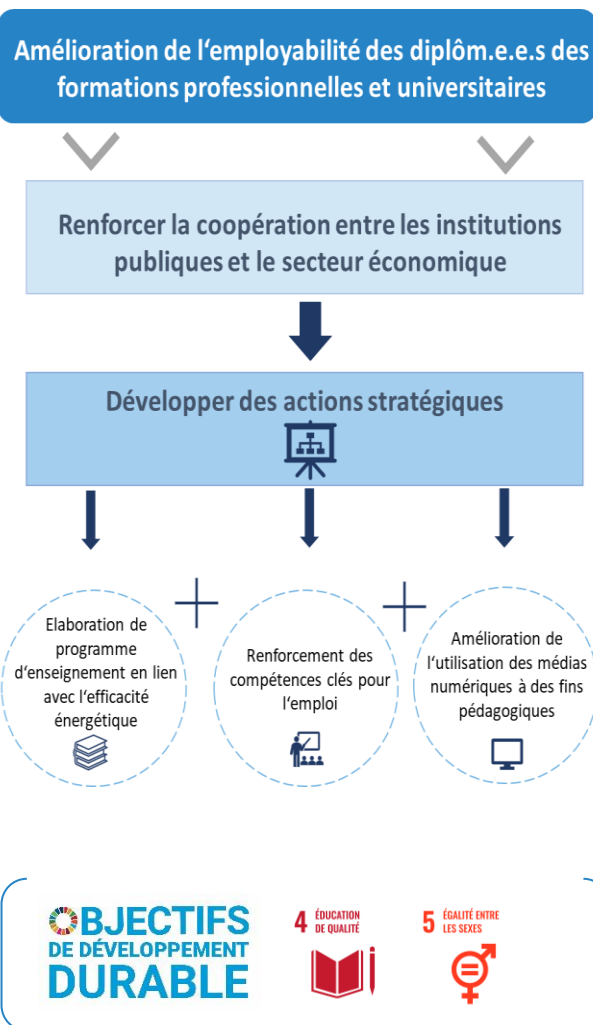 Amélioration de l‘employabilité des diplôm.e.e.s des
formations professionnelles et universitaires
Renforcer la coopération entre les institutions
publiques et le secteur économique
Développer des actions stratégiques
Elaboration de
programme
d‘enseignement en lien
avec l‘efficacité
énergétique
Renforcement des
compétences clés pour
l‘emploi
Amélioration de
l‘utilisation des médias
numériques à des fins
pédagogiques
OBJECTIFS
DE DÉVELOPPEMENT
DURABLE
4 ÉDUCATION
DE QUALITÉ
5 ÉGALITÉ ENTRE
LES SEXES